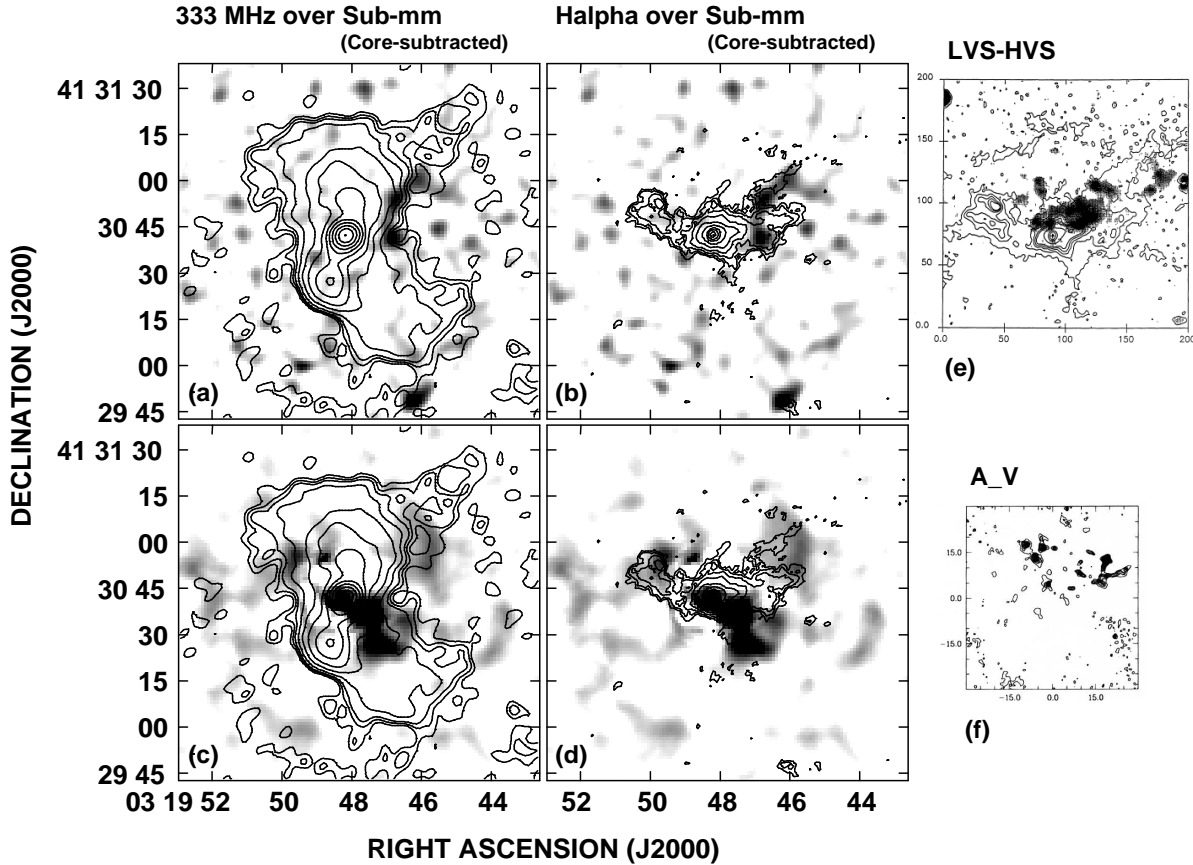 333 MHz over Sub-mm
(Core-subtracted)
Halpha over Sub-mm
(Core-subtracted)
LVS-HVS
DECLINATION (J2000)
41 31 30
15
00
30 45
30
15
00
29 45
(a)
(b)
200
150
100
50
0.0
0.0
50
100
150
200
(e)
41 31 30
15
00
30 45
30
15
00
29 45
(c)
(d)
A_V
15.0
0.0
-15.0
-15.0
0.0
15.0
(f)
03 19 52
50
48
46
44
52
50
48
46
44
RIGHT ASCENSION (J2000)